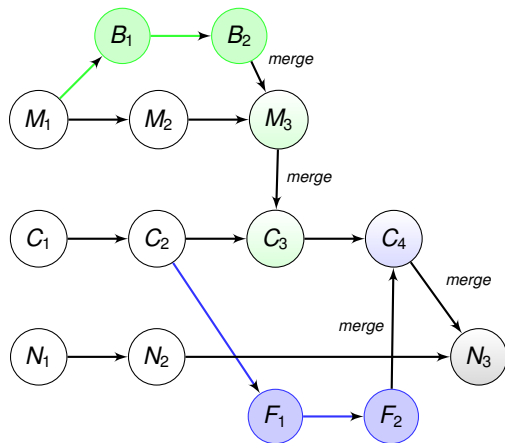 B₁ B₂
merge
M₁ M₂ M₃
merge
C₁ C₂ C₃ C₄
merge
merge
N₁ N₂ N₃
F₁ F₂